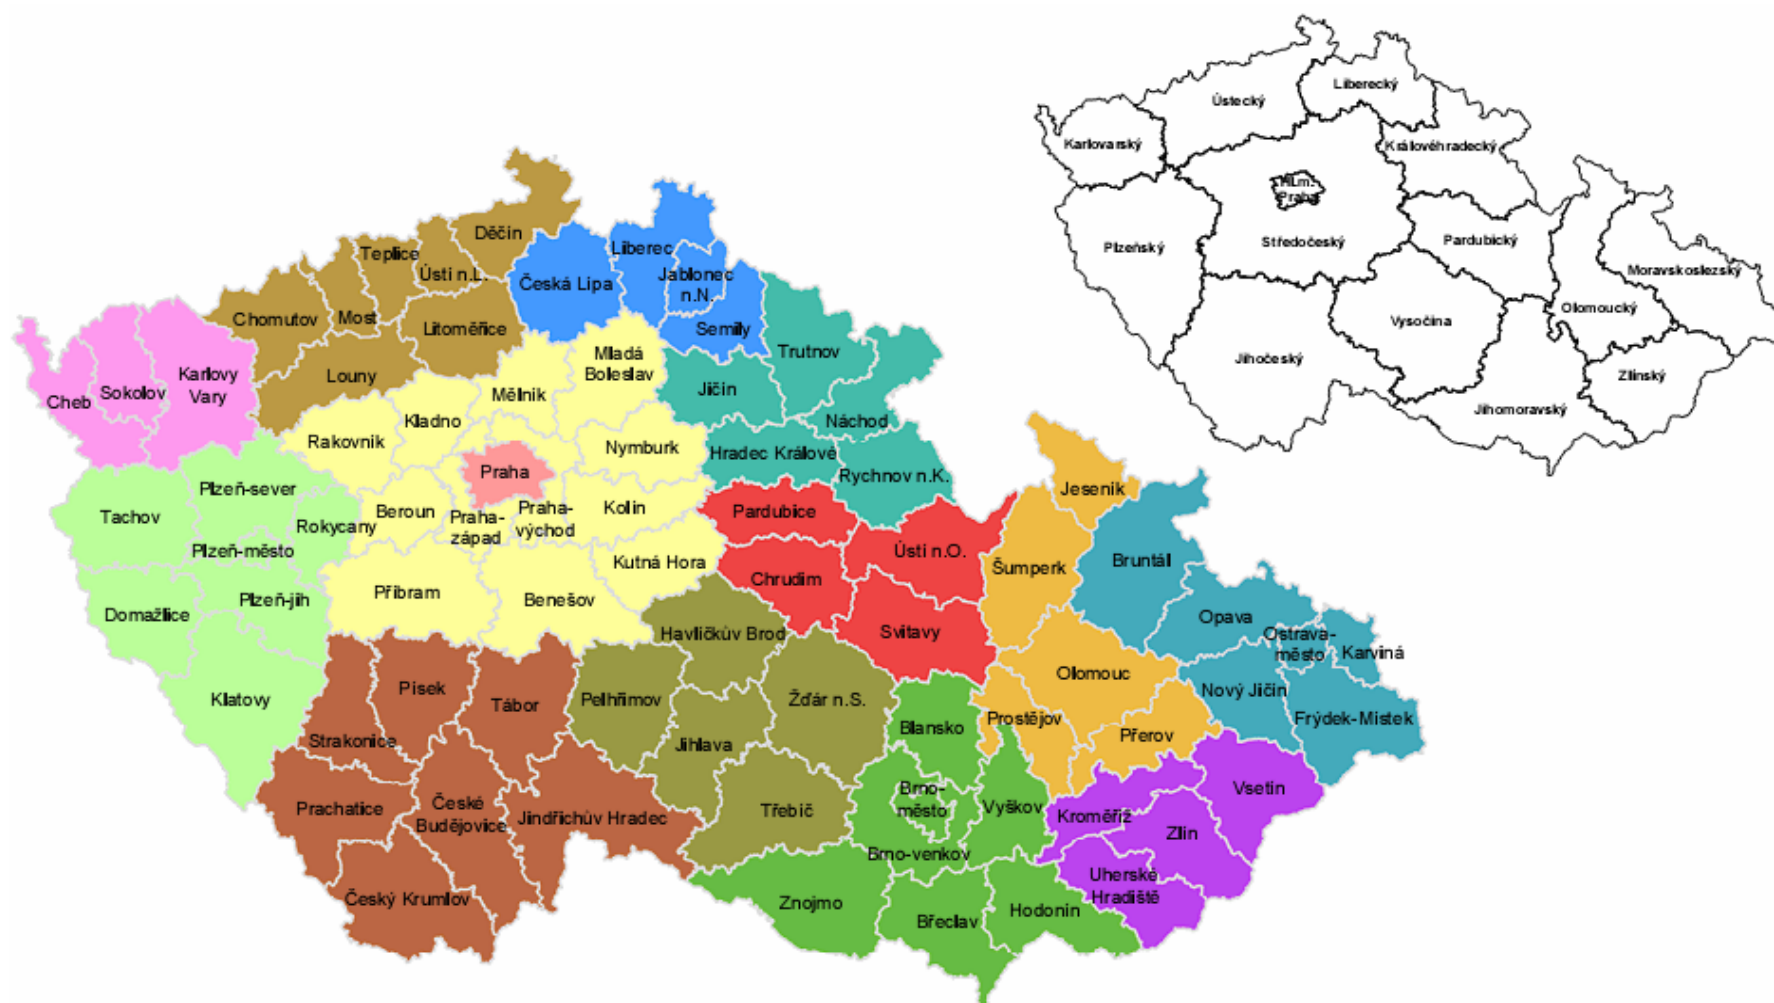 Liberecký
Ústecký
Karlovarský
Královéhradecký
Hl.m.
Praha
Plzeňský
Středočeský
Pardubický
Moravskoslezský
Olomoucký
Vysočina
Jihočeský
Zlínský
Jihomoravský
Děčín
Teplice
Ústí n.L.
Liberec
Česká Lípa
Jablonec
n.N.
Chomutov
Most
Litoměřice
Semily
Trutnov
Mladá
Boleslav
Louny
Karlovy
Vary
Sokolov
Cheb
Mělník
Jičín
Kladno
Náchod
Rakovník
Nymburk
Hradec Králové
Praha
Rychnov n.K.
Plzeň-sever
Jeseník
Tachov
Rokycany
Beroun
Praha-
západ
Praha-
východ
Kolín
Pardubice
Plzeň-město
Ústí n.O.
Šumperk
Bruntál
Kutná Hora
Chrudim
Příbram
Benešov
Plzeň-jih
Domažlice
Opava
Havlíčkův Brod
Svitavy
Ostrava-
město
Karviná
Klatovy
Písek
Tábor
Pelhřimov
Žďár n.S.
Olomouc
Nový Jičín
Prostějov
Frýdek-Místek
Strakonice
Jihlava
Blansko
Přerov
Prachatice
České
Budějovice
Jindřichův Hradec
Třebíč
Brno-
město
Vyškov
Kroměříž
Vsetín
Zlín
Brno-venkov
Uherské
Hradiště
Český Krumlov
Znojmo
Břeclav
Hodonín